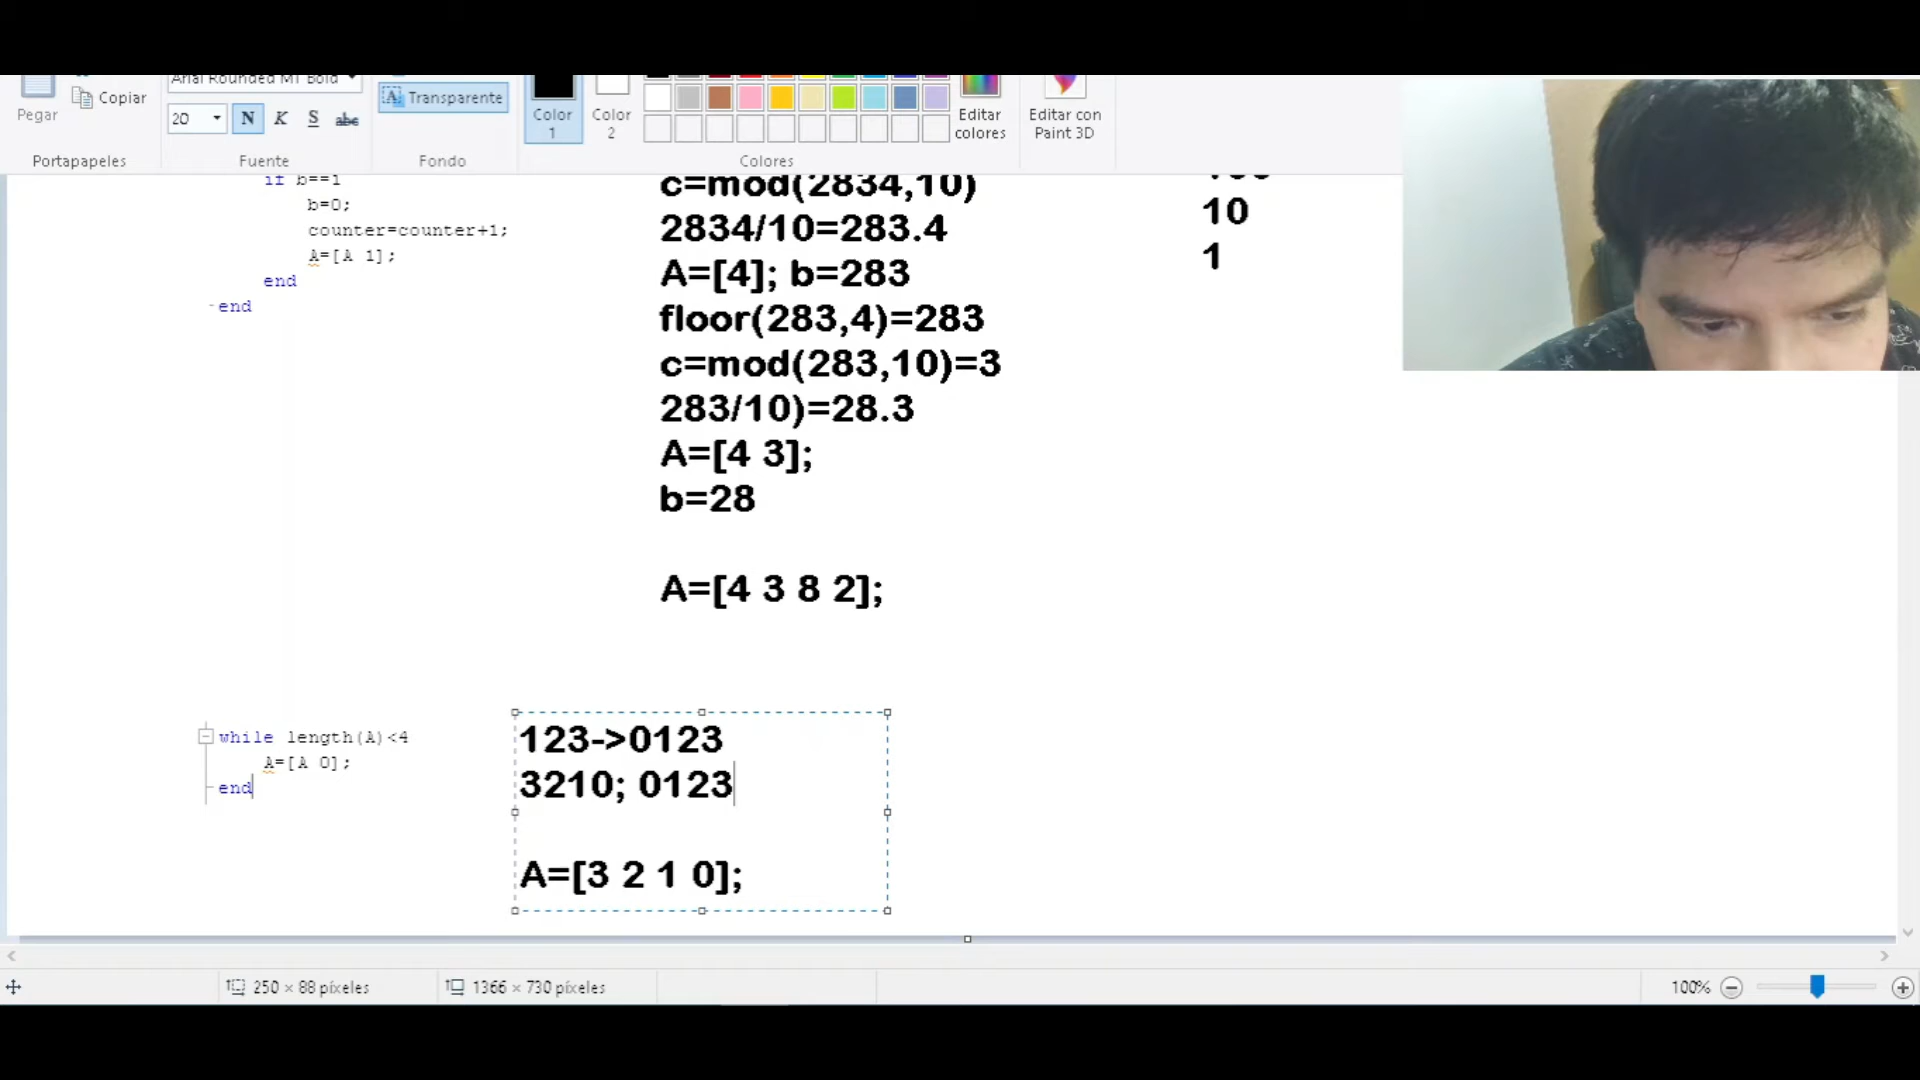 Arial Rounded MT Bold
Pegar
Copiar
20
N
K
S
abc
Transparente
Color
1
Color
2
Editar
colores
Editar con
Paint 3D
Portapapeles
Fuente
Fondo
Colores
if b==1
b=0;
counter=counter+1;
A=[A 1];
end
end
c=mod(2834,10)
2834/10=283.4
A=[4]; b=283
floor(283,4)=283
c=mod(283,10)=3
283/10)=28.3
A=[4 3];
b=28
A=[4 3 8 2];
10
1
while length(A)<4
A=[A 0];
end
123->0123
3210; 0123
A=[3 2 1 0];
250 × 88 píxeles
1366 × 730 píxeles
100%